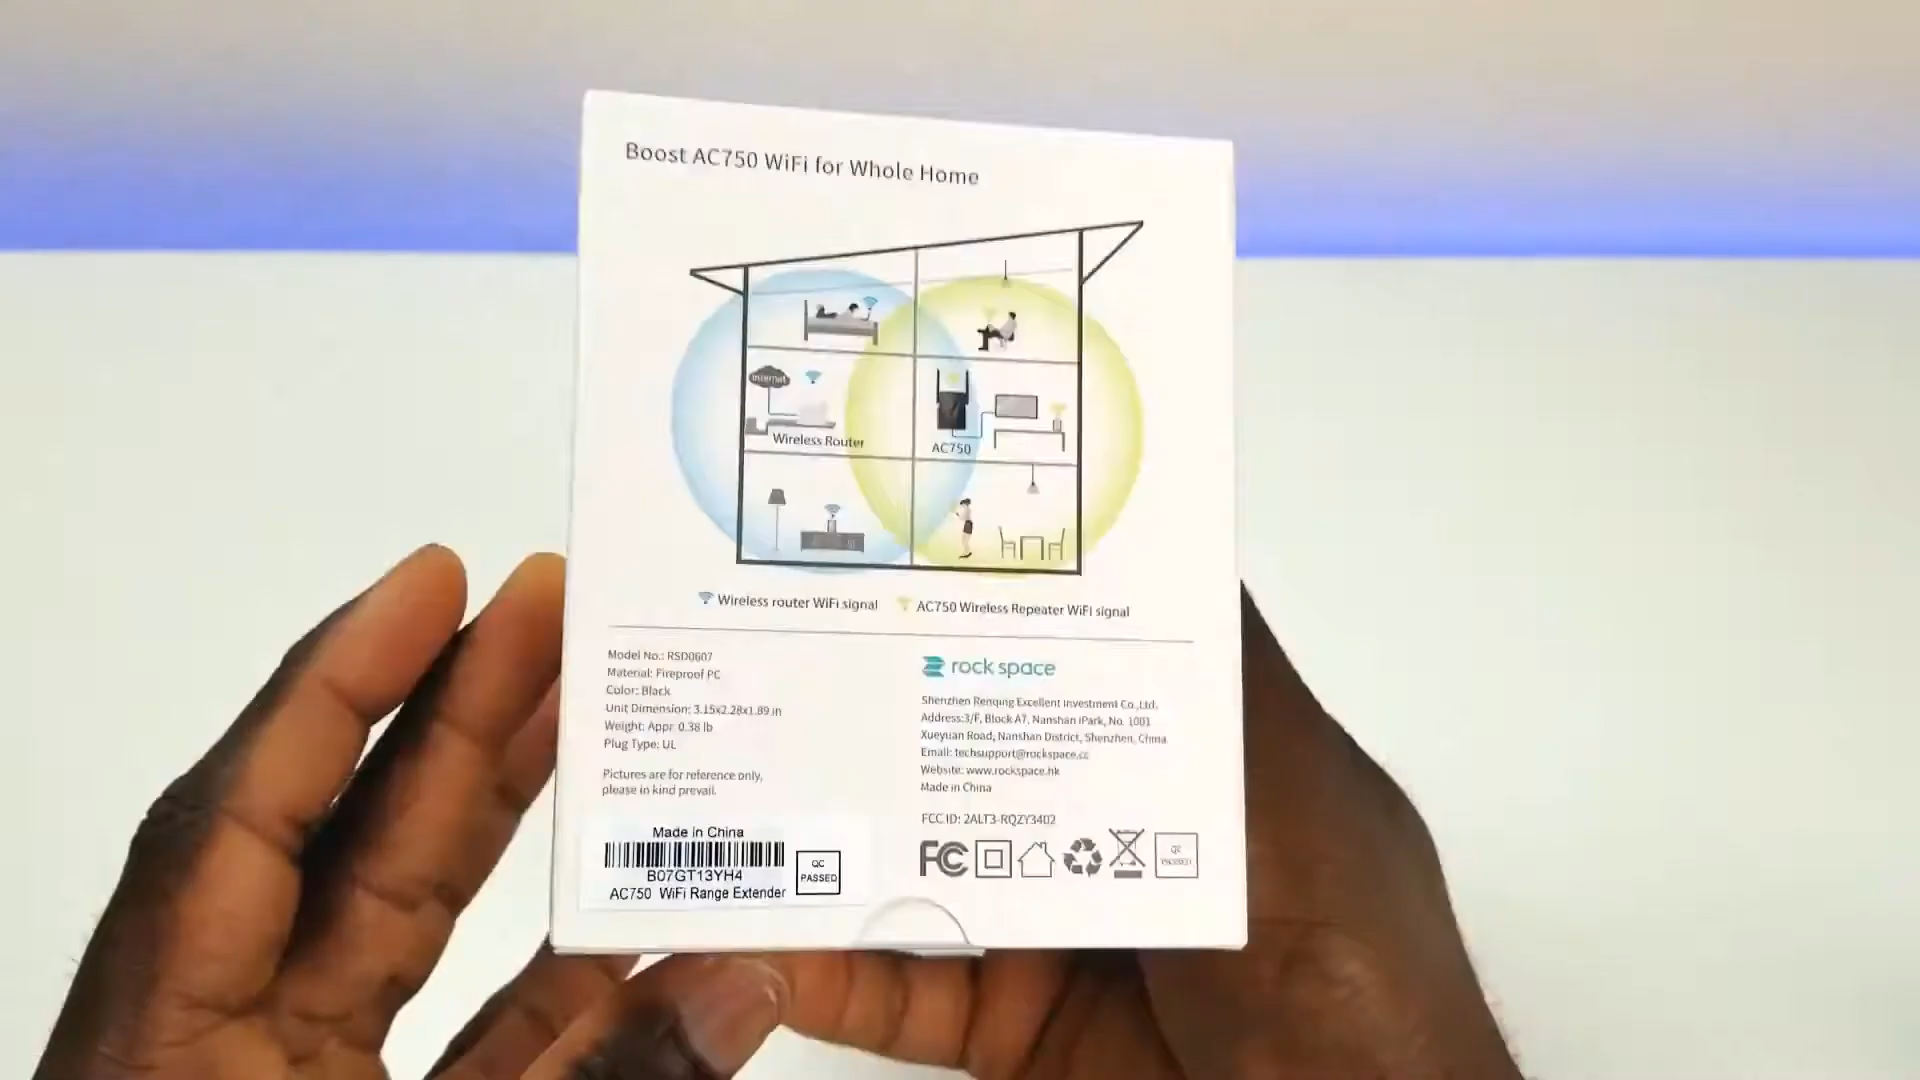 Boost AC750 WiFi for Whole Home
Internet
Wireless Router
AC750
Wireless router WiFi signal
AC750 Wireless Repeater WiFi signal
Model No.: RSD0607
Material: Fireproof PC
Color: Black
Unit Dimension: 3.15x2.28x1.89 in
Weight: Appr 0.38 lb
Plug Type: UL
Pictures are for reference only,
please in kind prevail.
Made in China
B07GT13YH4
AC750 WiFi Range Extender
QC
PASSED
rock space
Shenzhen Renqing Excellent Investment Co.,Ltd.
Address:3/F, Block A7, Nanshan iPark, No. 1001
Xueyuan Road, Nanshan District, Shenzhen, China
Email: techsupport@rockspace.cc
Website: www.rockspace.hk
Made in China
FCC ID: 2ALT3-RQZY3402
FC
QC
PASSED